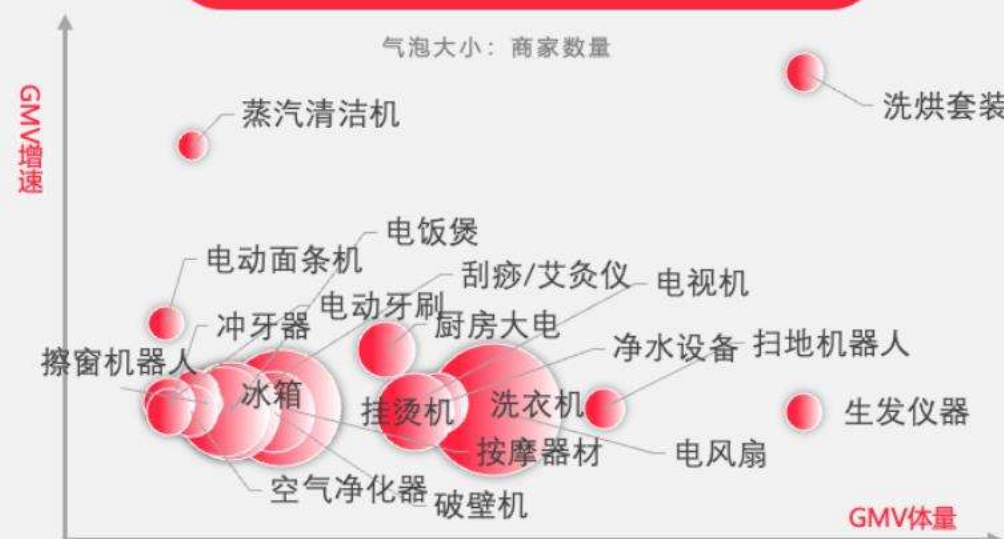 气泡大小：商家数量
GMV增速
洗烘套装
蒸汽清洁机
电饭煲
电动面条机
刮痧/艾灸仪
电视机
电动牙刷
冲牙器
厨房大电
净水设备
扫地机器人
擦窗机器人
冰箱
挂烫机
洗衣机
生发仪器
按摩器材
电风扇
空气净化器
破壁机
GMV体量